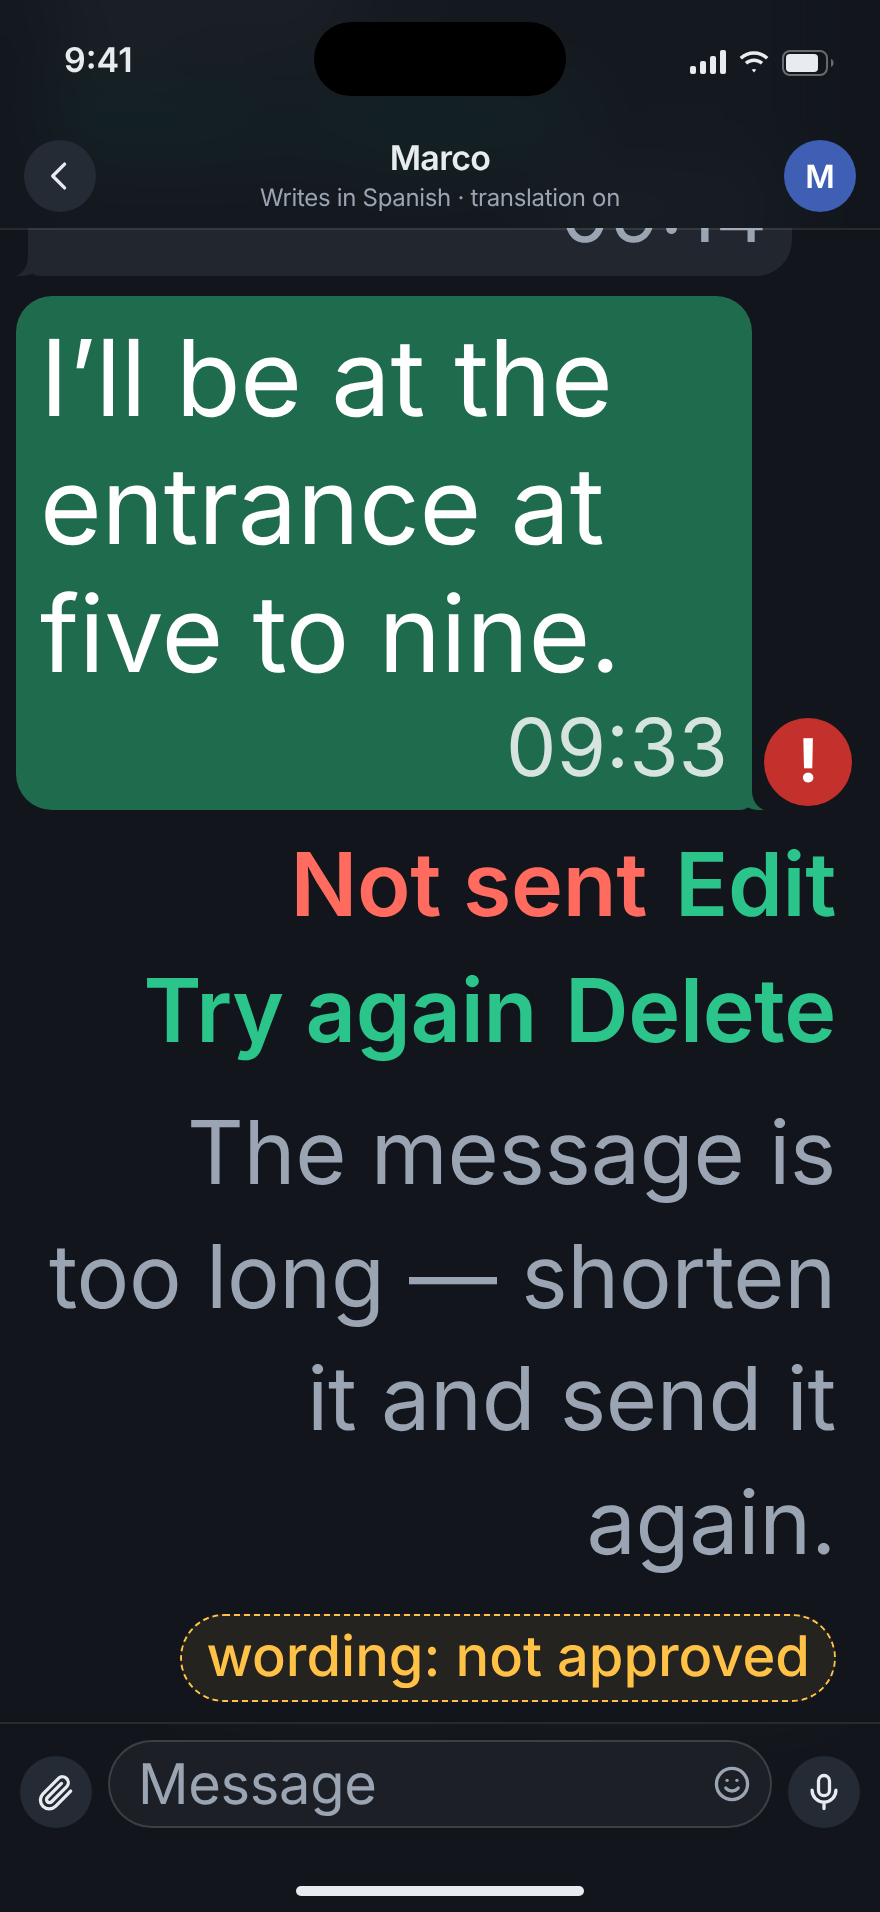 9:41
Marco
Writes in Spanish · translation on
M
I’ll be at the
entrance at
five to nine.
09:33
!
Not sent Edit
Try again Delete
The message is
too long — shorten
it and send it
again.
wording: not approved
Message